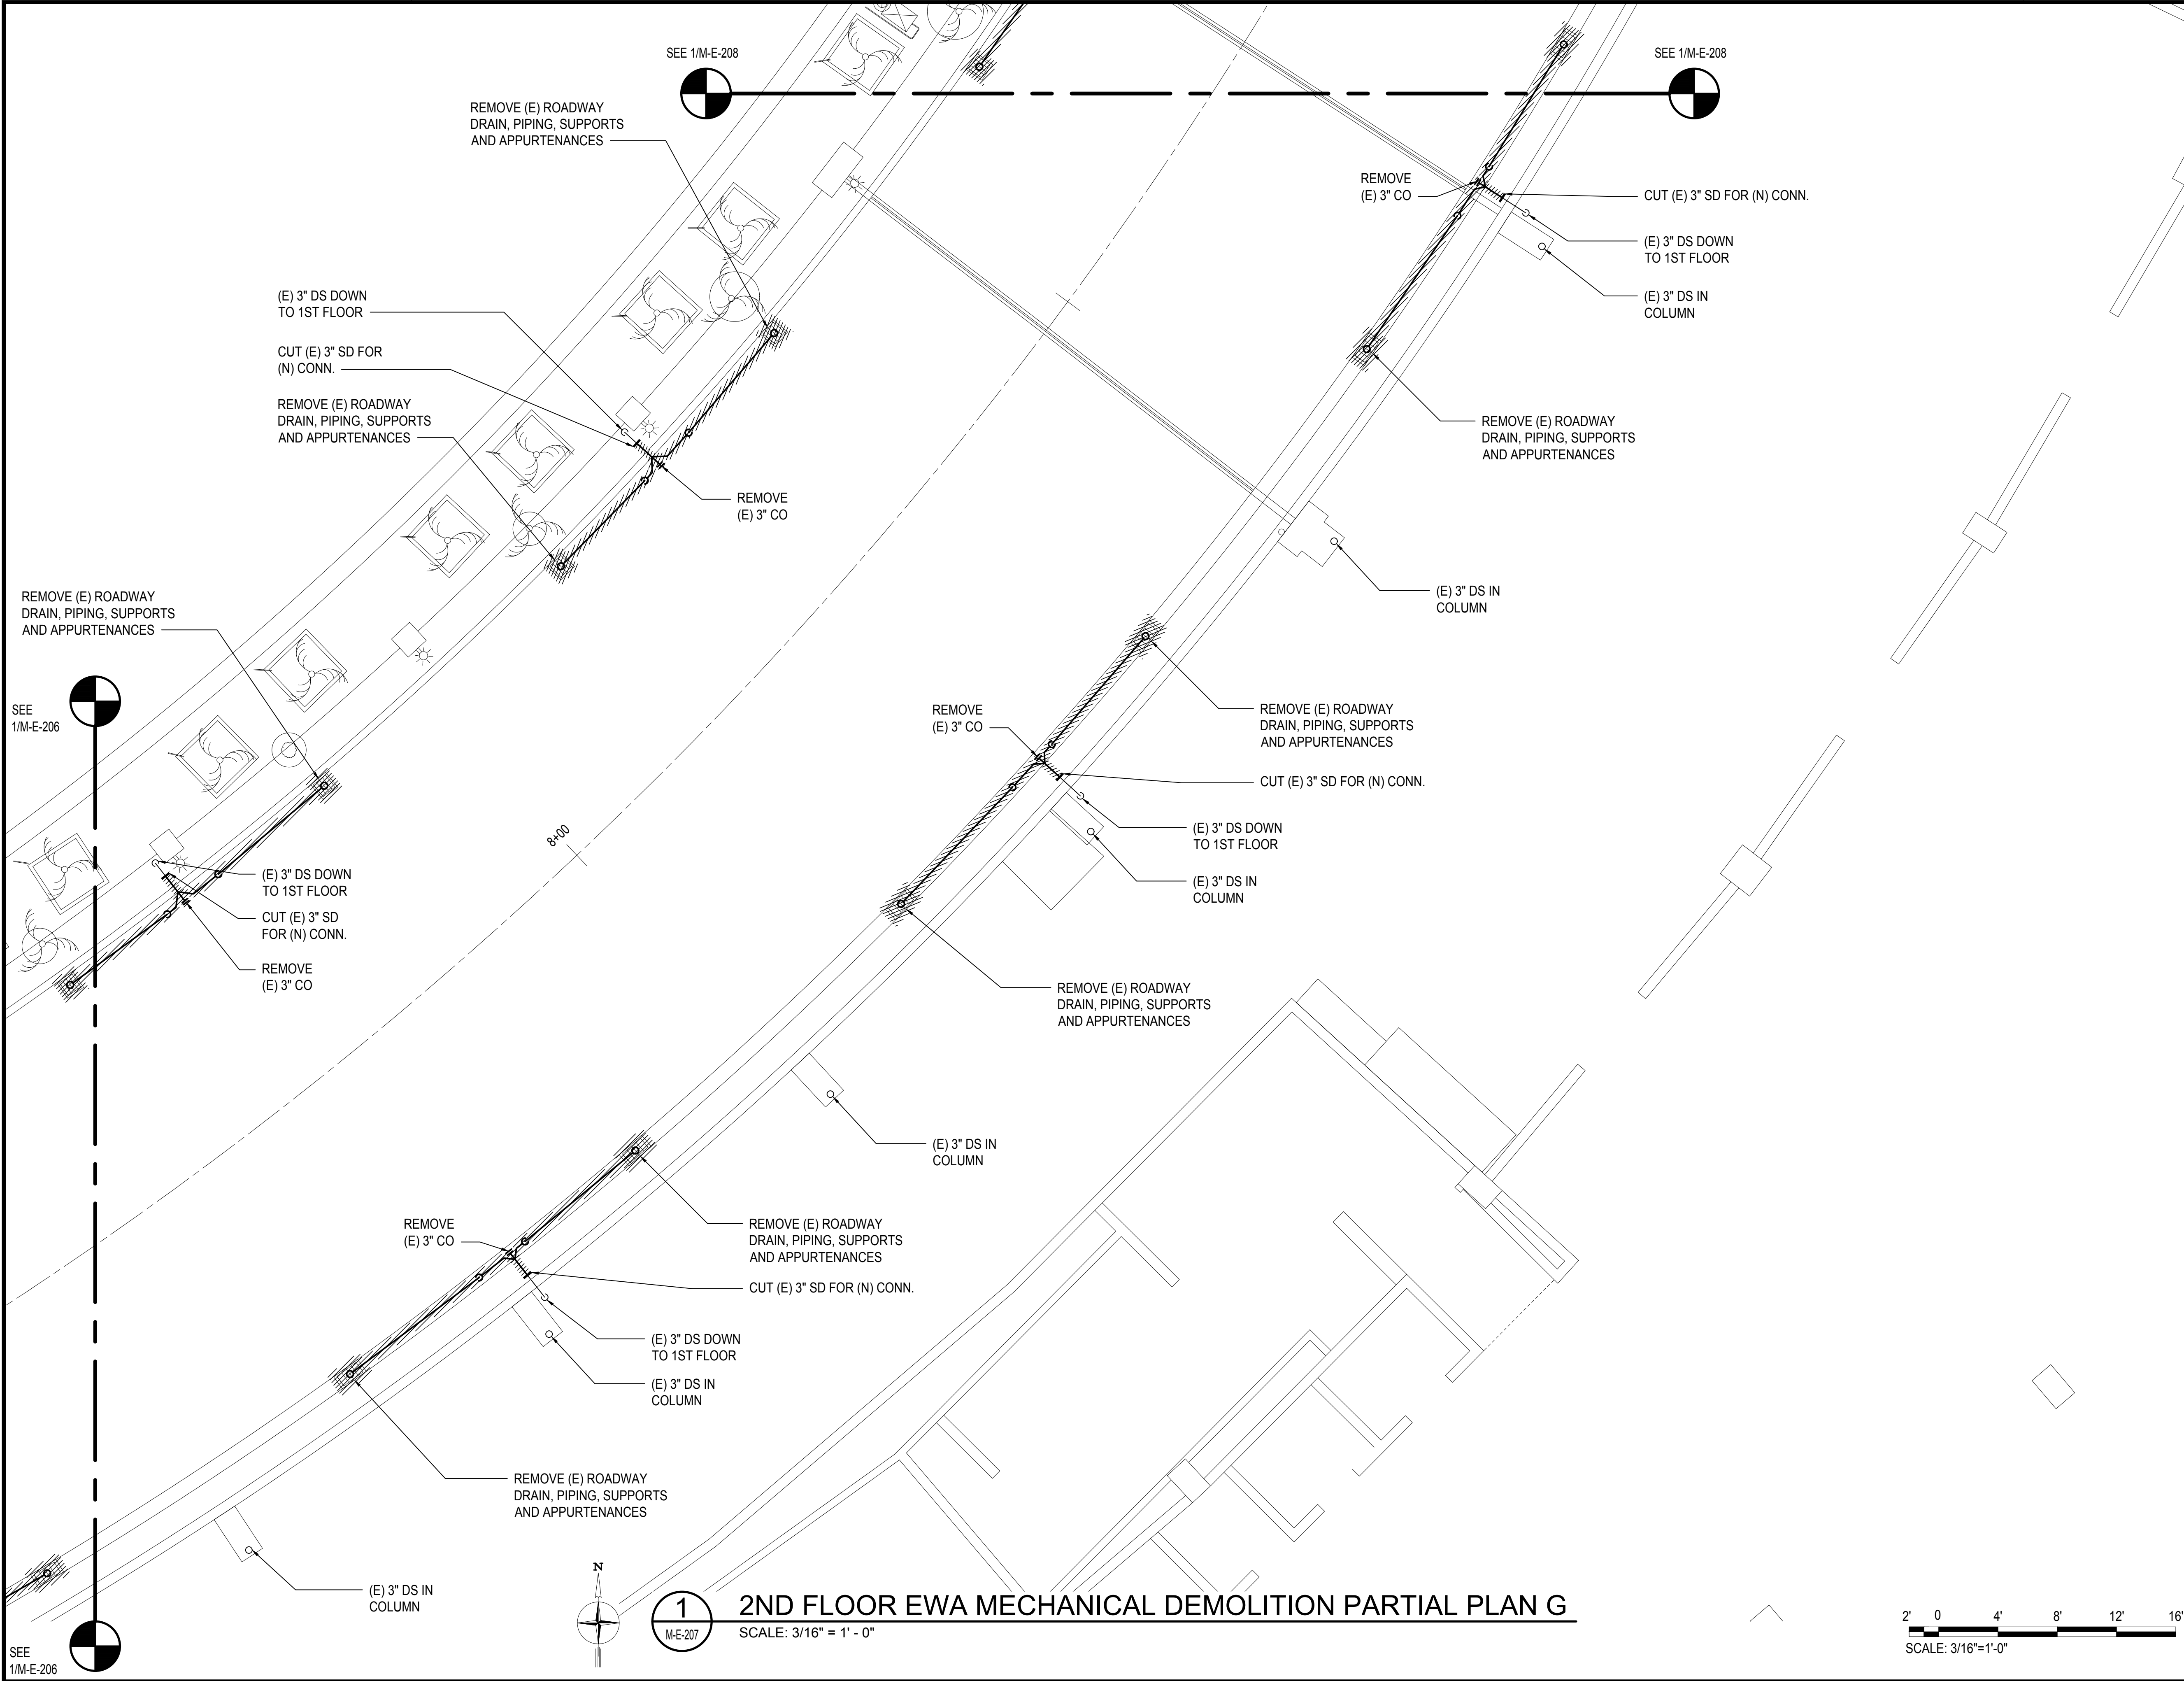 SEE 1/M-E-208
SEE 1/M-E-208
REMOVE (E) ROADWAY
DRAIN, PIPING, SUPPORTS
AND APPURTENANCES
REMOVE
(E) 3" CO
CUT (E) 3" SD FOR (N) CONN.
(E) 3" DS DOWN
TO 1ST FLOOR
(E) 3" DS IN
COLUMN
(E) 3" DS DOWN
TO 1ST FLOOR
CUT (E) 3" SD FOR
(N) CONN.
REMOVE (E) ROADWAY
DRAIN, PIPING, SUPPORTS
AND APPURTENANCES
REMOVE (E) ROADWAY
DRAIN, PIPING, SUPPORTS
AND APPURTENANCES
REMOVE
(E) 3" CO
REMOVE (E) ROADWAY
DRAIN, PIPING, SUPPORTS
AND APPURTENANCES
(E) 3" DS IN
COLUMN
SEE
1/M-E-206
REMOVE
(E) 3" CO
REMOVE (E) ROADWAY
DRAIN, PIPING, SUPPORTS
AND APPURTENANCES
CUT (E) 3" SD FOR (N) CONN.
8+00
(E) 3" DS DOWN
TO 1ST FLOOR
(E) 3" DS IN
COLUMN
(E) 3" DS DOWN
TO 1ST FLOOR
CUT (E) 3" SD
FOR (N) CONN.
REMOVE
(E) 3" CO
REMOVE (E) ROADWAY
DRAIN, PIPING, SUPPORTS
AND APPURTENANCES
(E) 3" DS IN
COLUMN
REMOVE
(E) 3" CO
REMOVE (E) ROADWAY
DRAIN, PIPING, SUPPORTS
AND APPURTENANCES
CUT (E) 3" SD FOR (N) CONN.
(E) 3" DS DOWN
TO 1ST FLOOR
(E) 3" DS IN
COLUMN
REMOVE (E) ROADWAY
DRAIN, PIPING, SUPPORTS
AND APPURTENANCES
(E) 3" DS IN
COLUMN
SEE
1/M-E-206
N
1
M-E-207
2ND FLOOR EWA MECHANICAL DEMOLITION PARTIAL PLAN G
SCALE: 3/16" = 1' - 0"
2' 0 4' 8' 12' 16'
SCALE: 3/16"=1'-0"